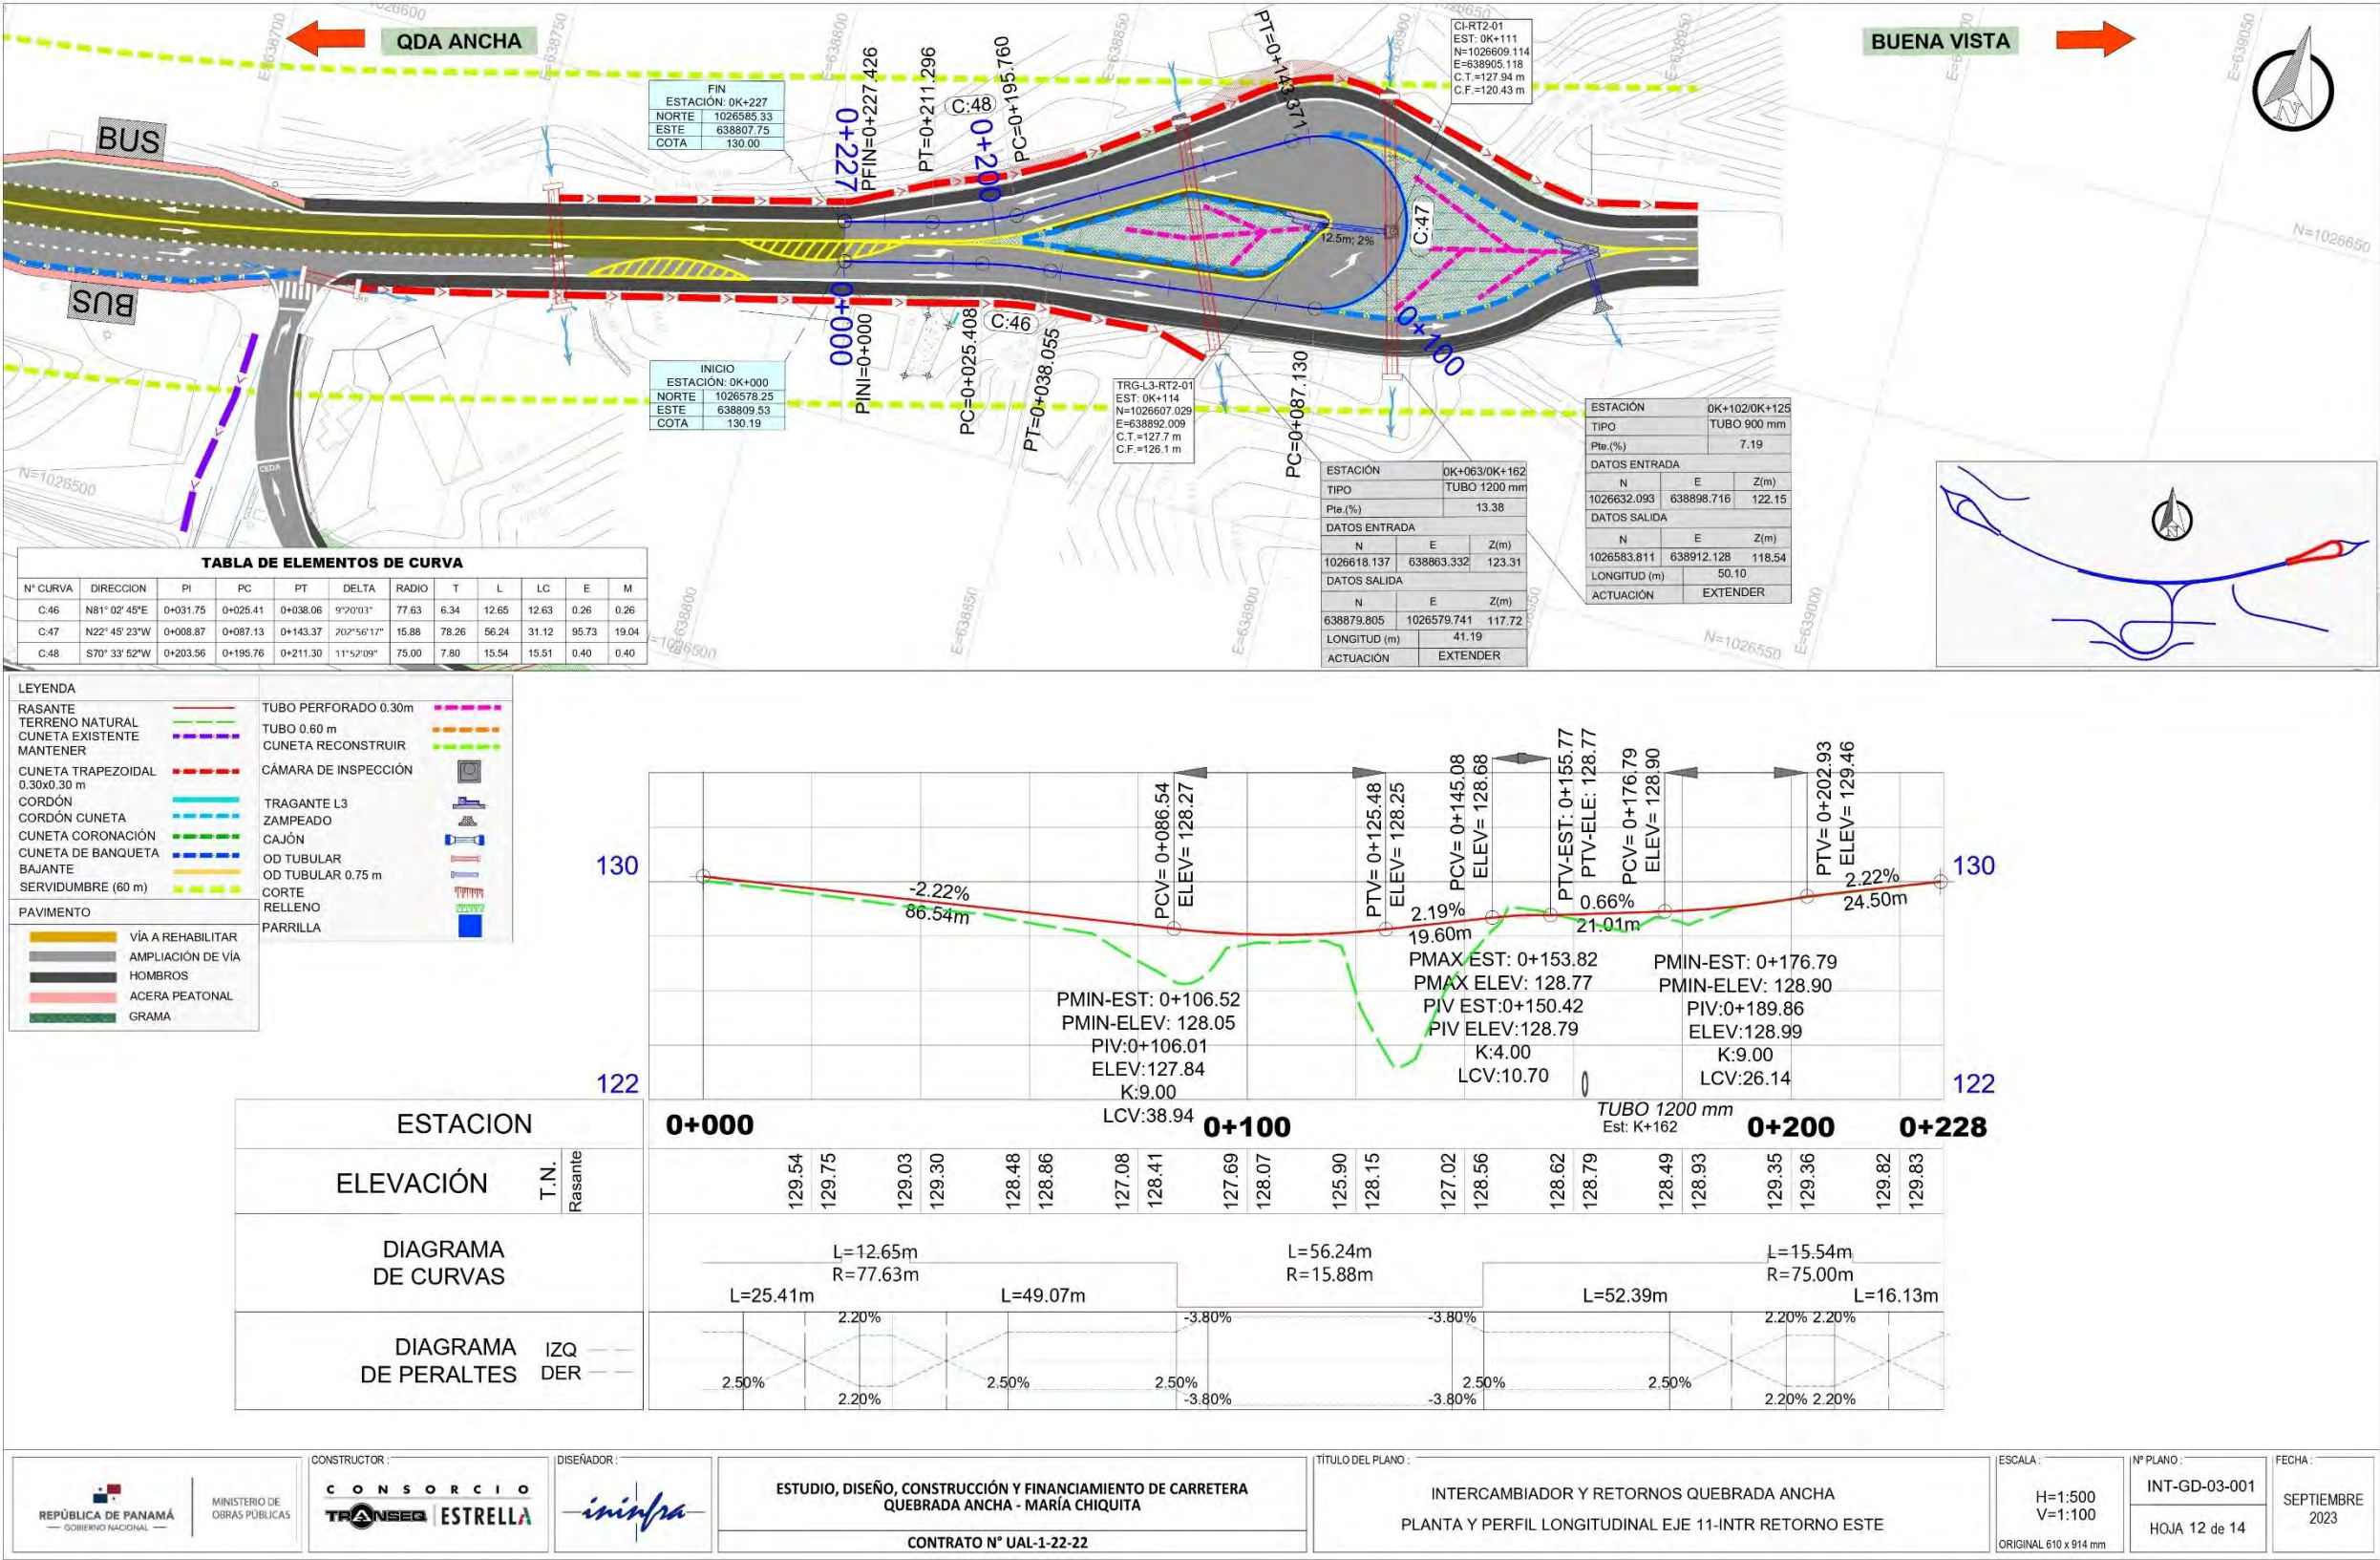 QDA ANCHA
BUENA VISTA
E=638700
E=638750
E=638800
E=638850
E=638900
E=638950
E=639050
N=1026650
N=1026500
BUS
BUS
CEDA
FIN
ESTACIÓN: 0K+227
NORTE 1026585.33
ESTE 638807.75
COTA 130.00
0+227
PFIN=0+227.426
PT=0+211.296
C:48
0+200
PC=0+195.760
PT=0+143.371
CI-RT2-01
EST: 0K+111
N=1026609.114
E=638905.118
C.T.=127.94 m
C.F.=120.43 m
12.5m; 2%
C:47
0+100
INICIO
ESTACIÓN: 0K+000
NORTE 1026578.25
ESTE 638809.53
COTA 130.19
0+000
PINI=0+000
PC=0+025.408
C:46
PT=0+038.055
PC=0+087.130
TRG-L3-RT2-01
EST: 0K+114
N=1026607.029
E=638892.009
C.T.=127.7 m
C.F.=126.1 m
ESTACIÓN 0K+063/0K+162
TIPO TUBO 1200 mm
Pte.(%) 13.38
DATOS ENTRADA
N E Z(m)
1026618.137 638863.332 123.31
DATOS SALIDA
N E Z(m)
638879.805 1026579.741 117.72
LONGITUD (m) 41.19
ACTUACIÓN EXTENDER
ESTACIÓN 0K+102/0K+125
TIPO TUBO 900 mm
Pte.(%) 7.19
DATOS ENTRADA
N E Z(m)
1026632.093 638898.716 122.15
DATOS SALIDA
N E Z(m)
1026583.811 638912.128 118.54
LONGITUD (m) 50.10
ACTUACIÓN EXTENDER
E=638800
E=638850
E=638900
N=1026550
E=639000
TABLA DE ELEMENTOS DE CURVA
N° CURVA DIRECCION PI PC PT DELTA RADIO T L LC E M
C:46 N81° 02' 45"E 0+031.75 0+025.41 0+038.06 9°20'03" 77.63 6.34 12.65 12.63 0.26 0.26
C:47 N22° 45' 23"W 0+008.87 0+087.13 0+143.37 202°56'17" 15.88 78.26 56.24 31.12 95.73 19.04
C:48 S70° 33' 52"W 0+203.56 0+195.76 0+211.30 11°52'09" 75.00 7.80 15.54 15.51 0.40 0.40
LEYENDA
RASANTE
TERRENO NATURAL
CUNETA EXISTENTE
MANTENER
CUNETA TRAPEZOIDAL
0.30x0.30 m
CORDÓN
CORDÓN CUNETA
CUNETA CORONACIÓN
CUNETA DE BANQUETA
BAJANTE
SERVIDUMBRE (60 m)
TUBO PERFORADO 0.30m
TUBO 0.60 m
CUNETA RECONSTRUIR
CÁMARA DE INSPECCIÓN
TRAGANTE L3
ZAMPEADO
CAJÓN
OD TUBULAR
OD TUBULAR 0.75 m
CORTE
RELLENO
PARRILLA
PAVIMENTO
VÍA A REHABILITAR
AMPLIACIÓN DE VÍA
HOMBROS
ACERA PEATONAL
GRAMA
130
122
130
122
-2.22%
86.54m
PCV= 0+086.54
ELEV= 128.27
PTV= 0+125.48
ELEV= 128.25
2.19%
19.60m
PCV= 0+145.08
ELEV= 128.68
PTV-EST: 0+155.77
PTV-ELE: 128.77
0.66%
21.01m
PCV= 0+176.79
ELEV= 128.90
PTV= 0+202.93
ELEV= 129.46
2.22%
24.50m
PMIN-EST: 0+106.52
PMIN-ELEV: 128.05
PIV:0+106.01
ELEV:127.84
K:9.00
LCV:38.94
PMAX EST: 0+153.82
PMAX ELEV: 128.77
PIV EST:0+150.42
PIV ELEV:128.79
K:4.00
LCV:10.70
PMIN-EST: 0+176.79
PMIN-ELEV: 128.90
PIV:0+189.86
ELEV:128.99
K:9.00
LCV:26.14
TUBO 1200 mm
Est: K+162
ESTACION
0+000 0+100 0+200 0+228
ELEVACIÓN
T.N.
Rasante
129.54 129.75 129.03 129.30 128.48 128.86 127.08 128.41 127.69 128.07 125.90 128.15 127.02 128.56 128.62 128.79 128.49 128.93 129.35 129.36 129.82 129.83
DIAGRAMA
DE CURVAS
L=12.65m
R=77.63m
L=56.24m
R=15.88m
L=15.54m
R=75.00m
L=25.41m L=49.07m L=52.39m L=16.13m
DIAGRAMA
DE PERALTES
IZQ
DER
2.20% -3.80% -3.80% 2.20% 2.20%
2.50% 2.50% 2.50% 2.50% 2.50%
2.20% -3.80% -3.80% 2.20% 2.20%
REPÚBLICA DE PANAMÁ
— GOBIERNO NACIONAL —
MINISTERIO DE
OBRAS PÚBLICAS
CONSTRUCTOR :
CONSORCIO
TRANSEQ ESTRELLA
DISEÑADOR :
ininfra
ESTUDIO, DISEÑO, CONSTRUCCIÓN Y FINANCIAMIENTO DE CARRETERA
QUEBRADA ANCHA - MARÍA CHIQUITA
CONTRATO N° UAL-1-22-22
TÍTULO DEL PLANO :
INTERCAMBIADOR Y RETORNOS QUEBRADA ANCHA
PLANTA Y PERFIL LONGITUDINAL EJE 11-INTR RETORNO ESTE
ESCALA :
H=1:500
V=1:100
ORIGINAL 610 x 914 mm
N° PLANO :
INT-GD-03-001
HOJA 12 de 14
FECHA :
SEPTIEMBRE
2023